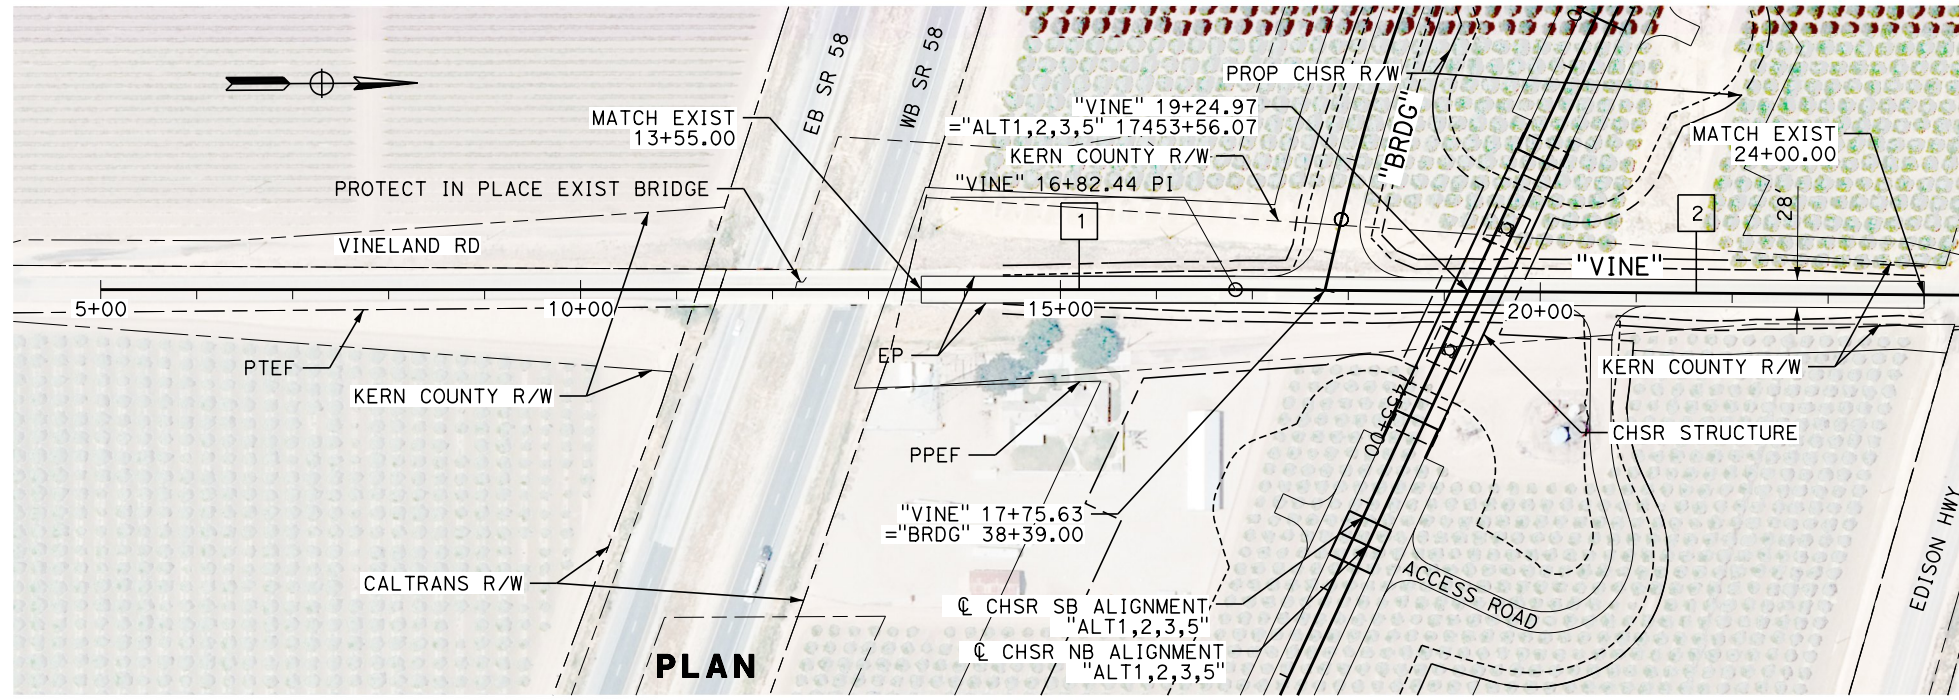 EB SR 58
WB SR 58
PROP CHSR R/W
MATCH EXIST
13+55.00
"VINE" 19+24.97
="ALT1,2,3,5" 17453+56.07
"BRDG"
MATCH EXIST
24+00.00
KERN COUNTY R/W
PROTECT IN PLACE EXIST BRIDGE
"VINE" 16+82.44 PI
1
2
28
VINELAND RD
"VINE"
5+00
10+00
15+00
20+00
PTEF
EP
KERN COUNTY R/W
KERN COUNTY R/W
455+00
CHSR STRUCTURE
PPEF
"VINE" 17+75.63
="BRDG" 38+39.00
CALTRANS R/W
ACCESS ROAD
EDISON HWY
℄ CHSR SB ALIGNMENT
"ALT1,2,3,5"
℄ CHSR NB ALIGNMENT
"ALT1,2,3,5"
PLAN